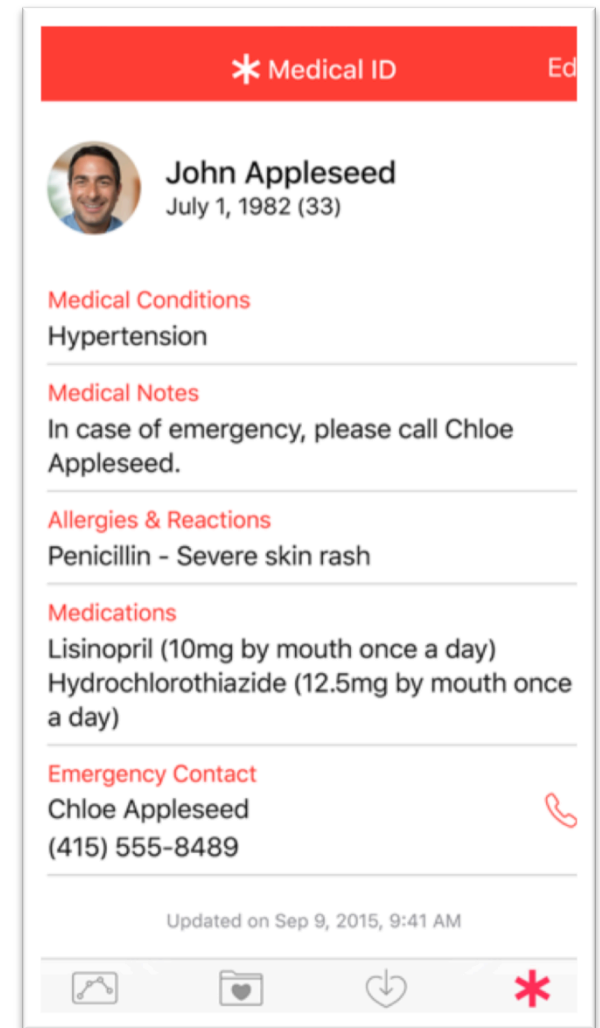 Medical ID
Ed
John Appleseed
July 1, 1982 (33)
Medical Conditions
Hypertension
Medical Notes
In case of emergency, please call Chloe
Appleseed.
Allergies & Reactions
Penicillin - Severe skin rash
Medications
Lisinopril (10mg by mouth once a day)
Hydrochlorothiazide (12.5mg by mouth once
a day)
Emergency Contact
Chloe Appleseed
(415) 555-8489
Updated on Sep 9, 2015, 9:41 AM